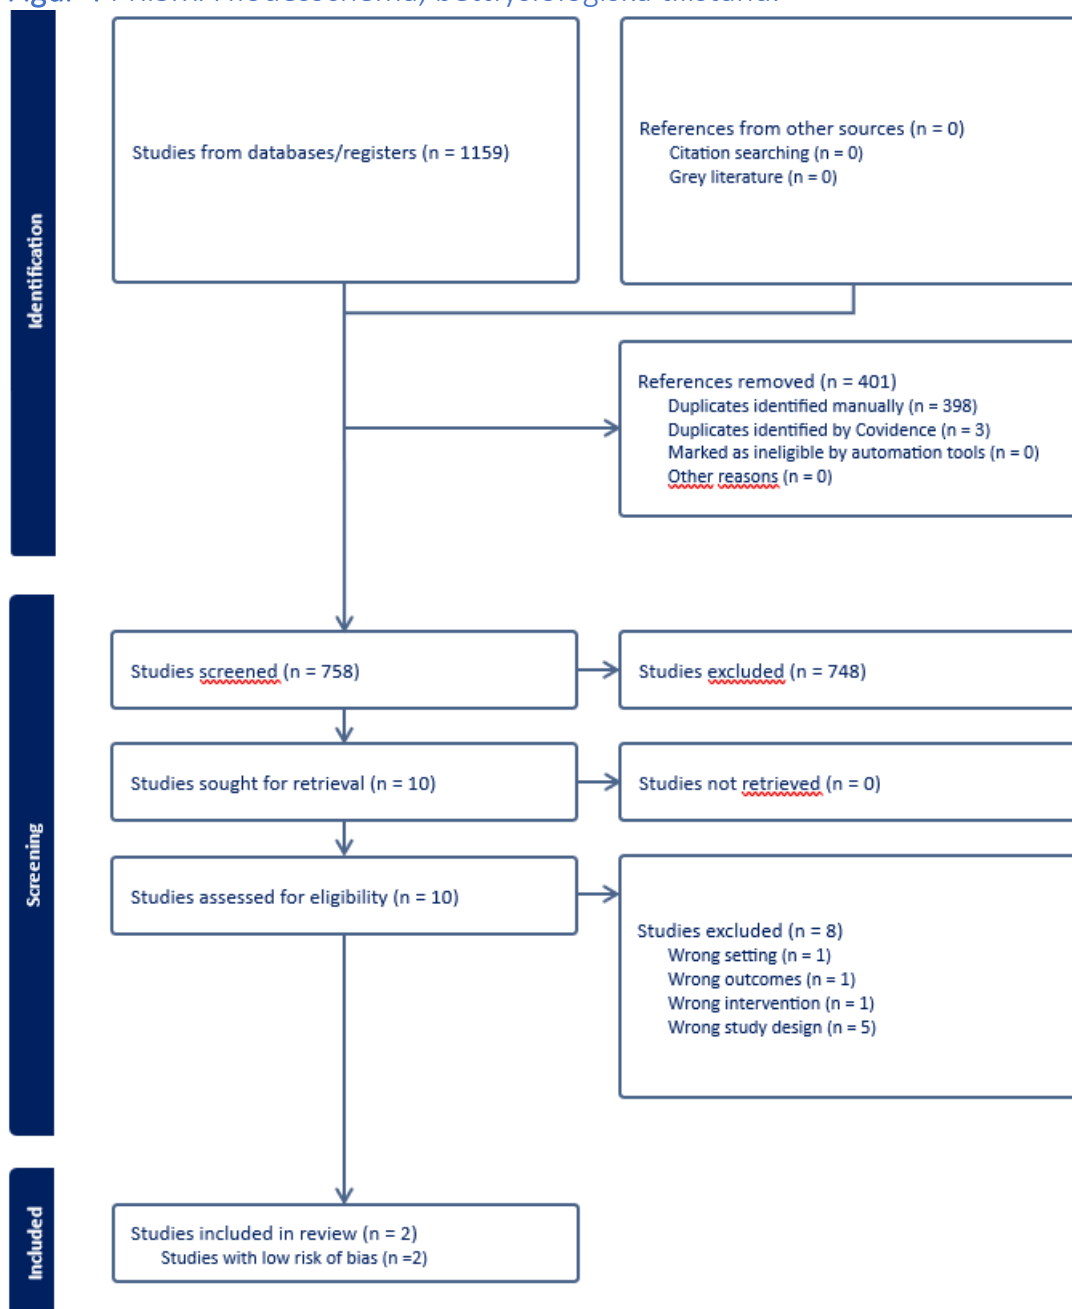 Identification
Studies from databases/registers (n = 1159)
References from other sources (n = 0)
Citation searching (n = 0)
Grey literature (n = 0)
References removed (n = 401)
Duplicates identified manually (n = 398)
Duplicates identified by Covidence (n = 3)
Marked as ineligible by automation tools (n = 0)
Other reasons (n = 0)
Screening
Studies screened (n = 758)
Studies excluded (n = 748)
Studies sought for retrieval (n = 10)
Studies not retrieved (n = 0)
Studies assessed for eligibility (n = 10)
Studies excluded (n = 8)
Wrong setting (n = 1)
Wrong outcomes (n = 1)
Wrong intervention (n = 1)
Wrong study design (n = 5)
Included
Studies included in review (n = 2)
Studies with low risk of bias (n =2)